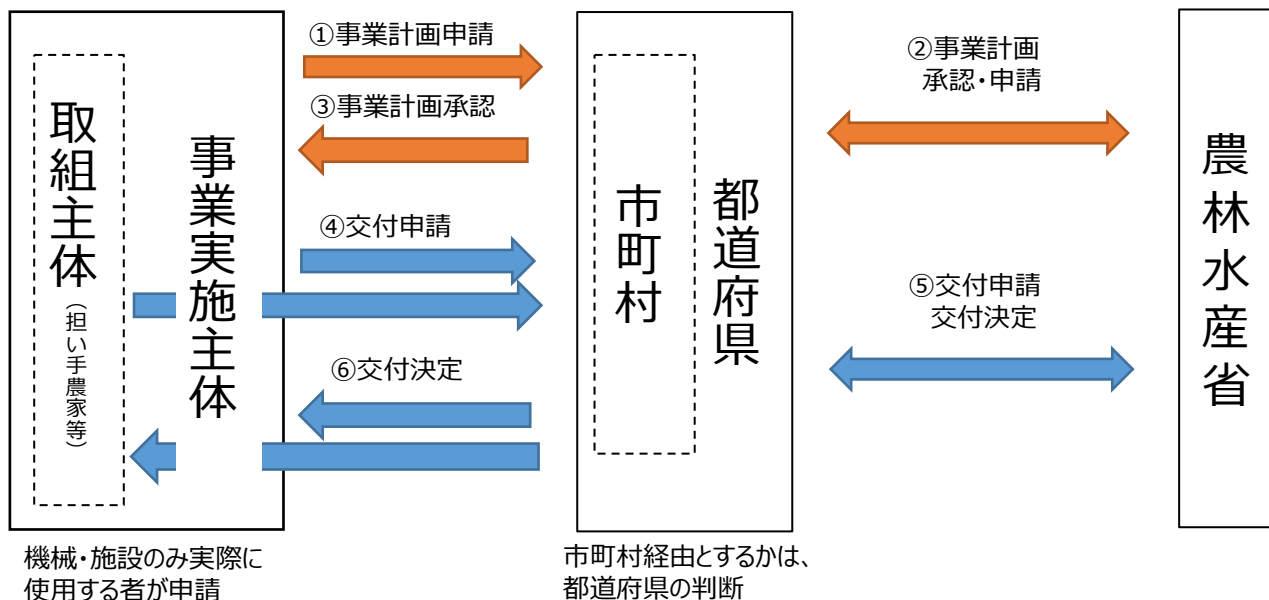 取組主体（担い手農家等）
事業実施主体
①事業計画申請
③事業計画承認
④交付申請
⑥交付決定
市町村
都道府県
②事業計画
承認・申請
⑤交付申請
交付決定
農林水産省
機械・施設のみ実際に
使用する者が申請
市町村経由とするかは、
都道府県の判断